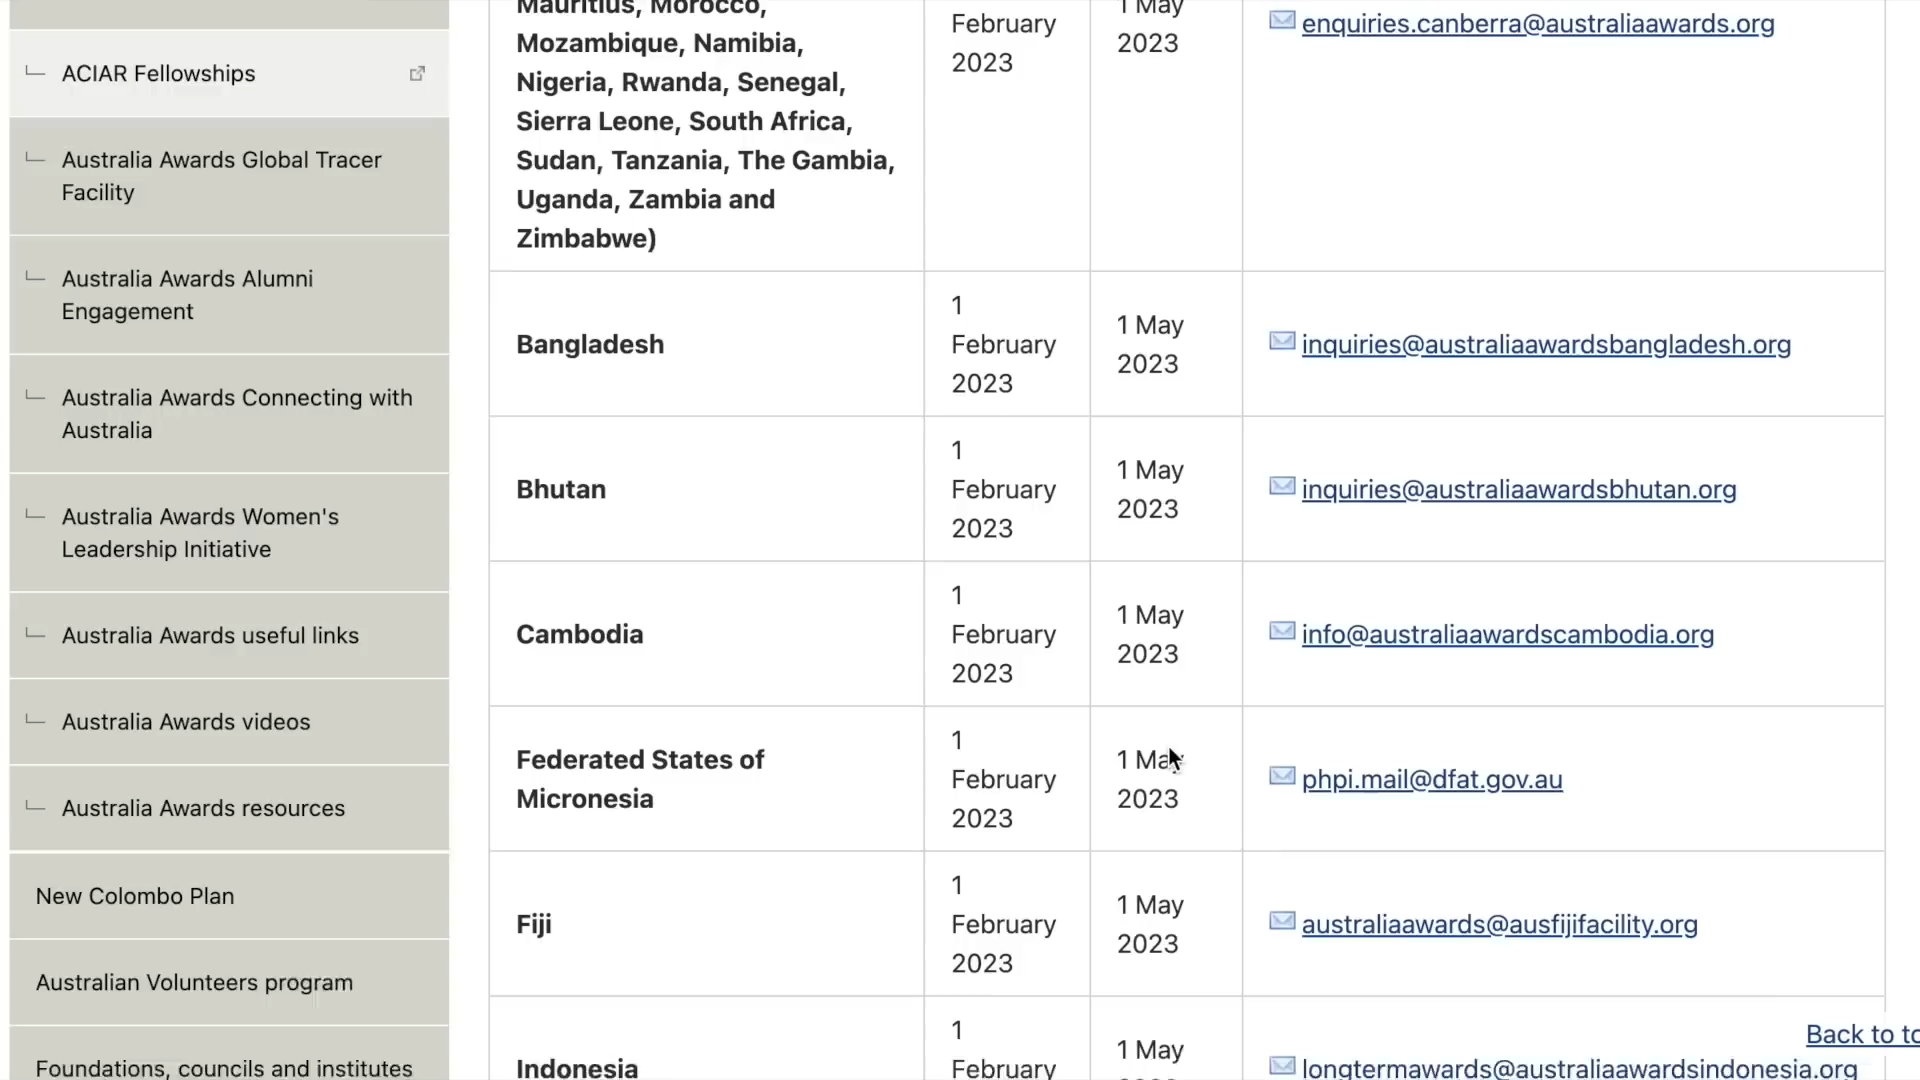 ACIAR Fellowships
Australia Awards Global Tracer
Facility
Australia Awards Alumni
Engagement
Australia Awards Connecting with
Australia
Australia Awards Women's
Leadership Initiative
Australia Awards useful links
Australia Awards videos
Australia Awards resources
New Colombo Plan
Australian Volunteers program
Foundations, councils and institutes
Mauritius, Morocco,
Mozambique, Namibia,
Nigeria, Rwanda, Senegal,
Sierra Leone, South Africa,
Sudan, Tanzania, The Gambia,
Uganda, Zambia and
Zimbabwe)
February
2023
1 May
2023
enquiries.canberra@australiaawards.org
Bangladesh
1
February
2023
1 May
2023
inquiries@australiaawardsbangladesh.org
Bhutan
1
February
2023
1 May
2023
inquiries@australiaawardsbhutan.org
Cambodia
1
February
2023
1 May
2023
info@australiaawardscambodia.org
Federated States of
Micronesia
1
February
2023
1 May
2023
phpi.mail@dfat.gov.au
Fiji
1
February
2023
1 May
2023
australiaawards@ausfijifacility.org
Indonesia
1
February
1 May
longtermawards@australiaawardsindonesia.org
Back to to